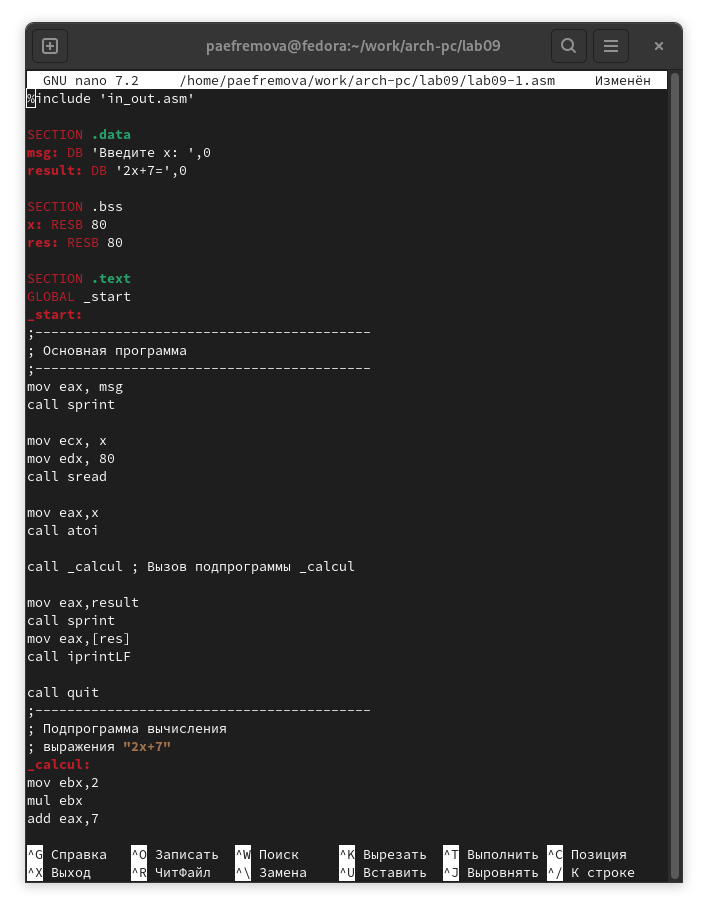 paefremova@fedora:~/work/arch-pc/lab09
GNU nano 7.2 /home/paefremova/work/arch-pc/lab09/lab09-1.asm Изменён
%include 'in_out.asm'
SECTION .data
msg: DB 'Введите x: ',0
result: DB '2x+7=',0
SECTION .bss
x: RESB 80
res: RESB 80
SECTION .text
GLOBAL _start
_start:
;------------------------------------------
; Основная программа
;------------------------------------------
mov eax, msg
call sprint
mov ecx, x
mov edx, 80
call sread
mov eax,x
call atoi
call _calcul ; Вызов подпрограммы _calcul
mov eax,result
call sprint
mov eax,[res]
call iprintLF
call quit
;------------------------------------------
; Подпрограмма вычисления
; выражения "2x+7"
_calcul:
mov ebx,2
mul ebx
add eax,7
^G Справка ^O Записать ^W Поиск ^K Вырезать ^T Выполнить ^C Позиция
^X Выход ^R ЧитФайл ^\ Замена ^U Вставить ^J Выровнять ^/ К строке